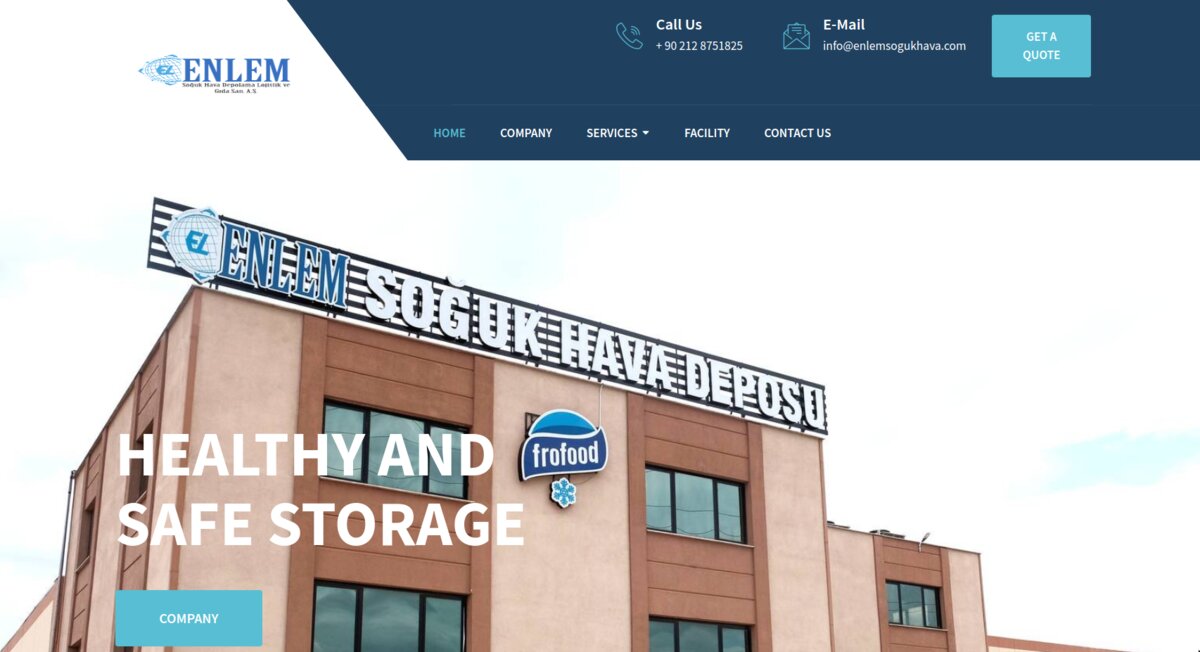 Call Us
+ 90 212 8751825
E-Mail
info@enlemsogukhava.com
GET A
QUOTE
EL ENLEM
Soğuk Hava Depolama Lojistik ve
Gıda San. A.Ş.
HOME
COMPANY
SERVICES
FACILITY
CONTACT US
EL ENLEM SOĞUK HAVA DEPOSU
frofood
HEALTHY AND
SAFE STORAGE
COMPANY